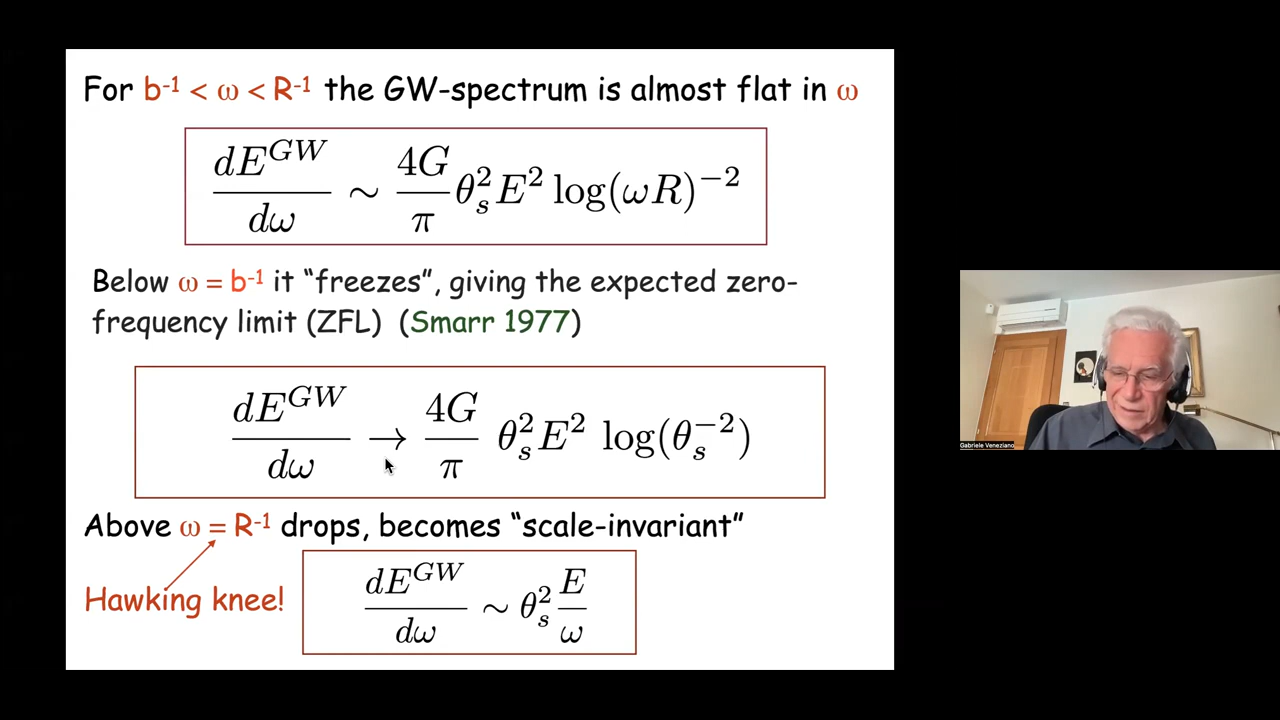 For b⁻¹ < ω < R⁻¹ the GW-spectrum is almost flat in ω
dE^{GW}/dω ∼ 4G/π θ_s² E² log(ωR)⁻²
Below ω = b⁻¹ it “freezes”, giving the expected zero-
frequency limit (ZFL) (Smarr 1977)
dE^{GW}/dω → 4G/π θ_s² E² log(θ_s⁻²)
Above ω = R⁻¹ drops, becomes “scale-invariant”
Hawking knee!
dE^{GW}/dω ∼ θ_s² E/ω
Gabriele Veneziano